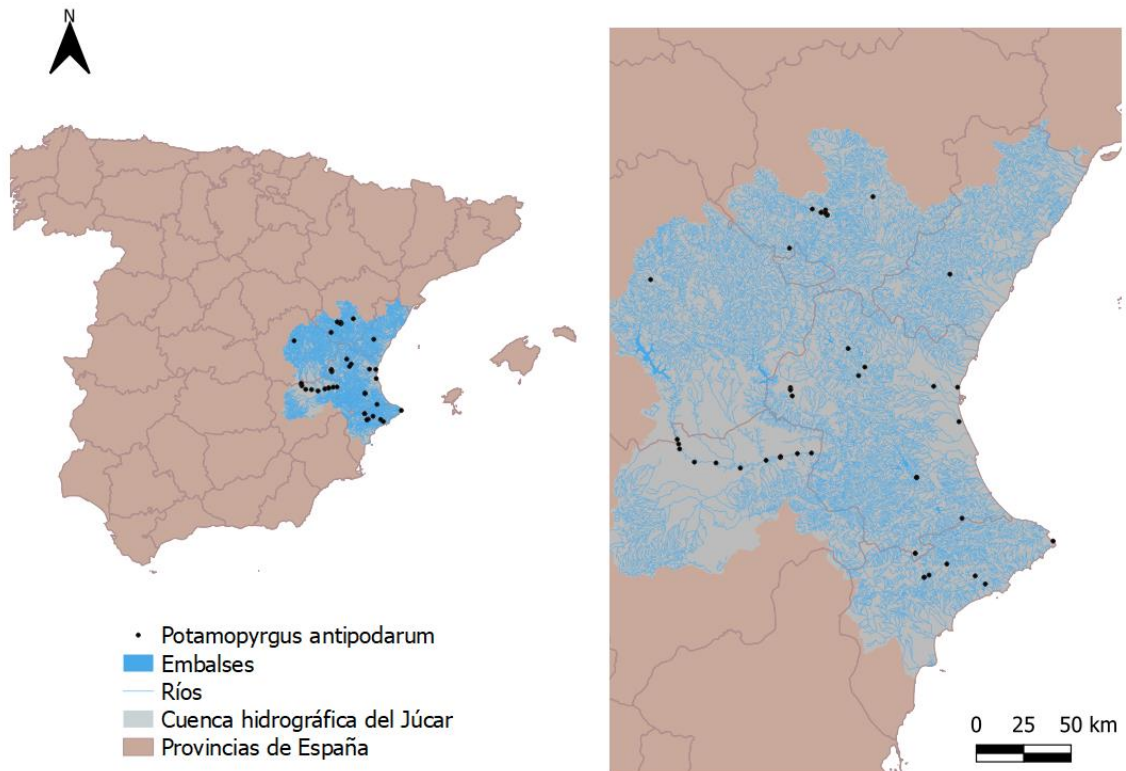 N
Potamopyrgus antipodarum
Embalses
Ríos
Cuenca hidrográfica del Júcar
Provincias de España
0 25 50 km